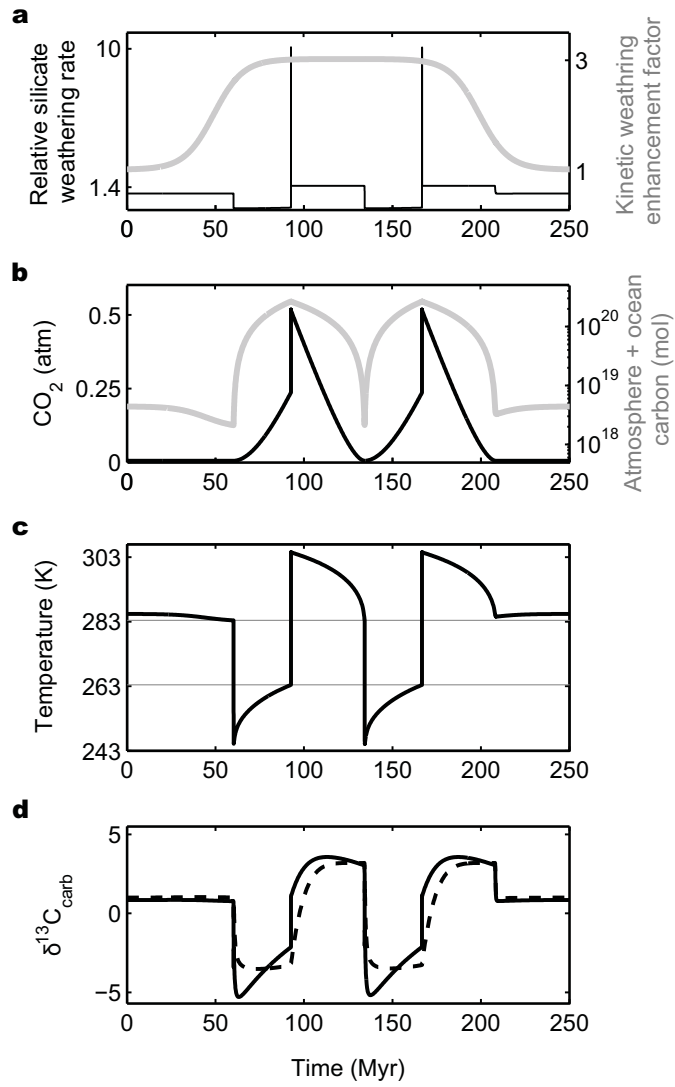 a
10
1.4
Relative silicate
weathering rate
3
1
Kinetic weathring
enhancement factor
0 50 100 150 200 250
b
0.5
0.25
0
CO2 (atm)
10^20
10^19
10^18
Atmosphere + ocean
carbon (mol)
0 50 100 150 200 250
c
303
283
263
243
Temperature (K)
0 50 100 150 200 250
d
5
0
−5
δ13Ccarb
0 50 100 150 200 250
Time (Myr)